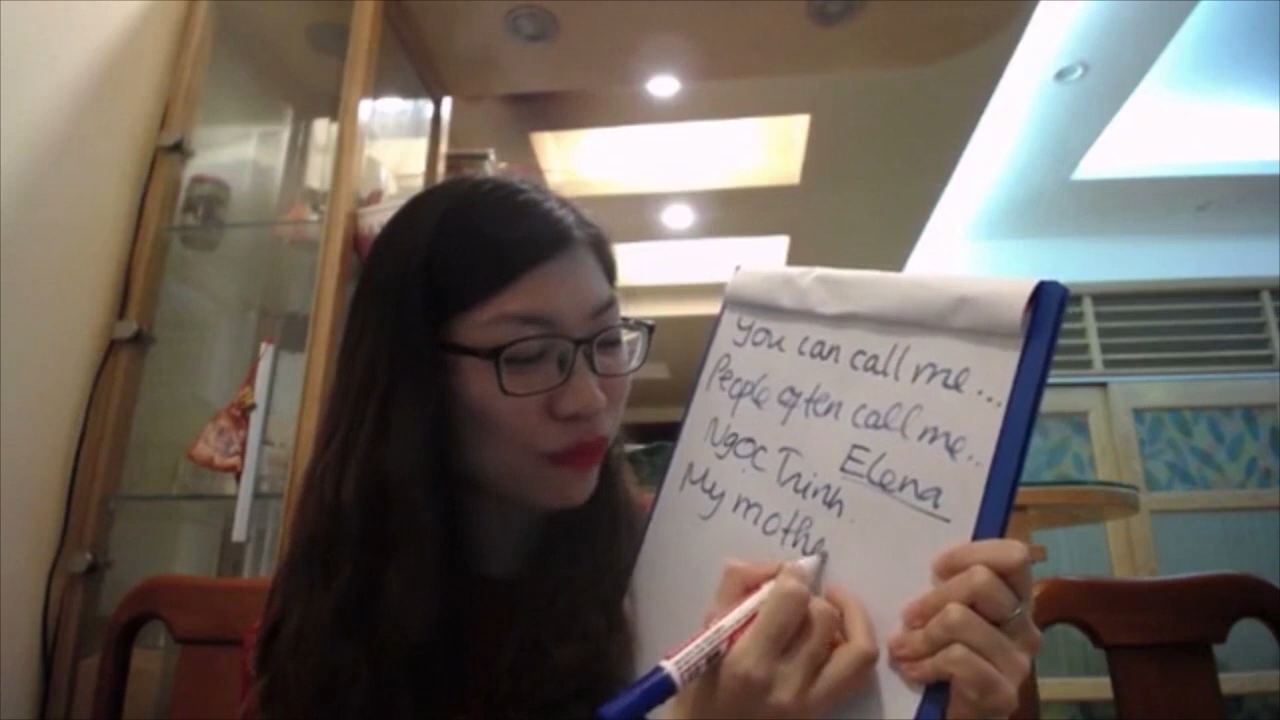 You can call me...
People often call me...
Ngọc Trinh Elena
My mothe